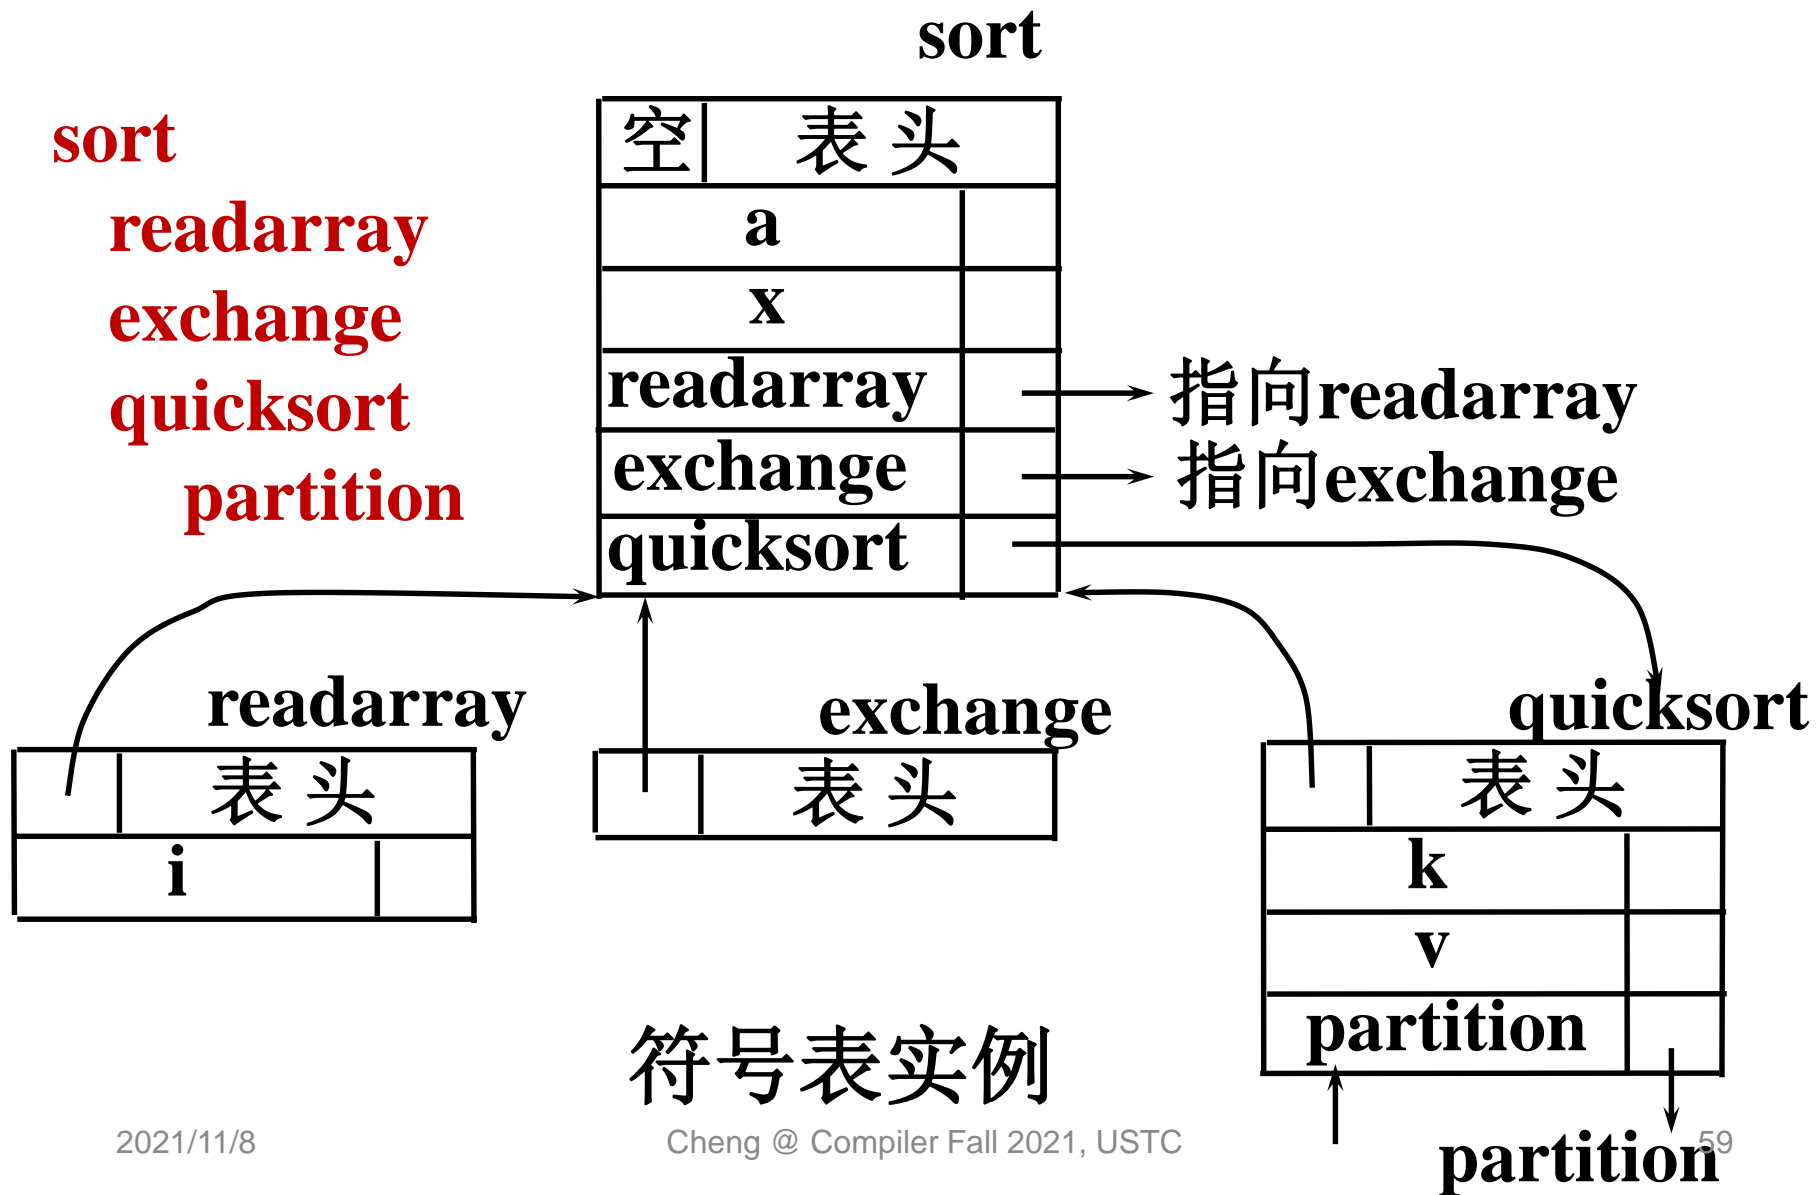 sort
sort
readarray
exchange
quicksort
partition
空 表 头
a
x
readarray
exchange
quicksort
指向readarray
指向exchange
readarray
表 头
i
exchange
表 头
quicksort
表 头
k
v
partition
partition
符号表实例
2021/11/8
Cheng @ Compiler Fall 2021, USTC
59